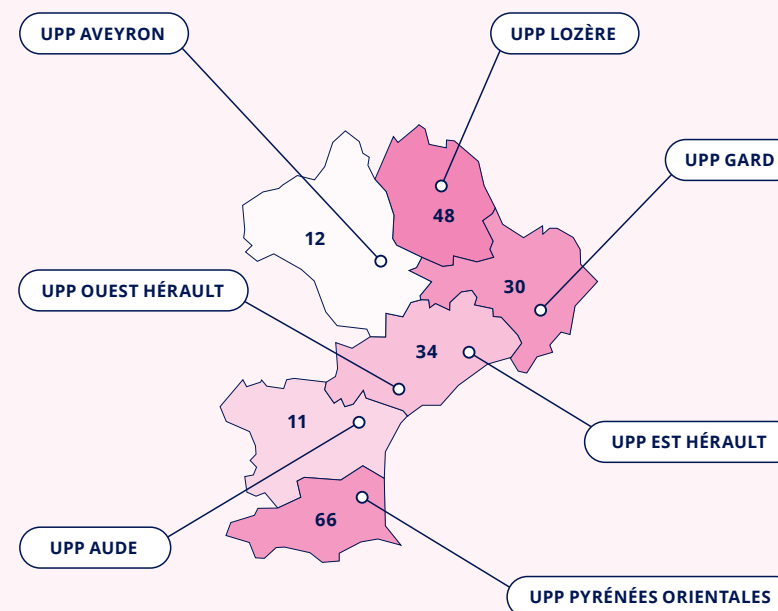 UPP AVEYRON
UPP LOZÈRE
UPP GARD
48
12
UPP OUEST HÉRAULT
30
34
11
UPP EST HÉRAULT
66
UPP AUDE
UPP PYRÉNÉES ORIENTALES